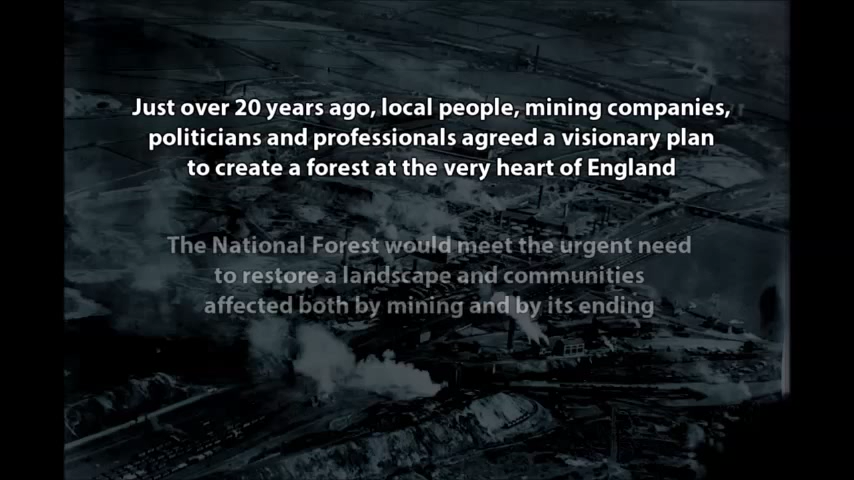 Just over 20 years ago, local people, mining companies,
politicians and professionals agreed a visionary plan
to create a forest at the very heart of England
The National Forest would meet the urgent need
to restore a landscape and communities
affected both by mining and by its ending